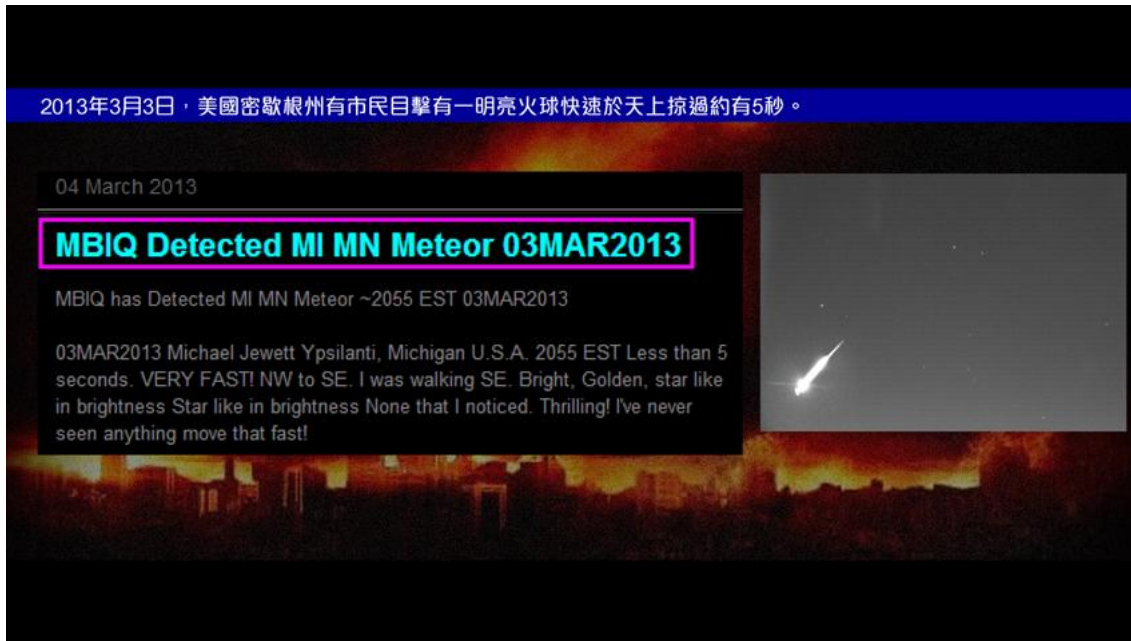 2013年3月3日，美國密歇根州有市民目擊有一明亮火球快速於天上掠過約有5秒。
04 March 2013
MBIQ Detected MI MN Meteor 03MAR2013
MBIQ has Detected MI MN Meteor ~2055 EST 03MAR2013
03MAR2013 Michael Jewett Ypsilanti, Michigan U.S.A. 2055 EST Less than 5
seconds. VERY FAST! NW to SE. I was walking SE. Bright, Golden, star like
in brightness Star like in brightness None that I noticed. Thrilling! I've never
seen anything move that fast!